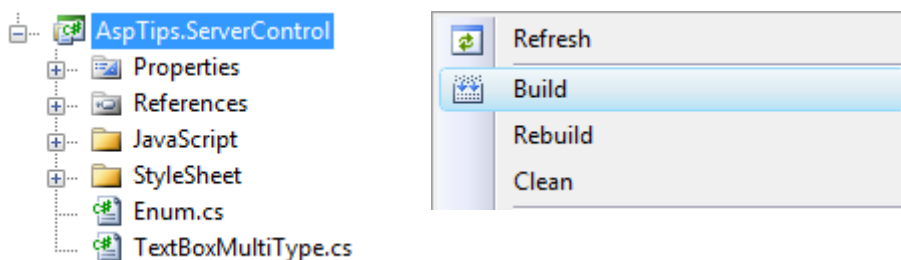 AspTips.ServerControl
Properties
References
JavaScript
StyleSheet
Enum.cs
TextBoxMultiType.cs
Refresh
Build
Rebuild
Clean